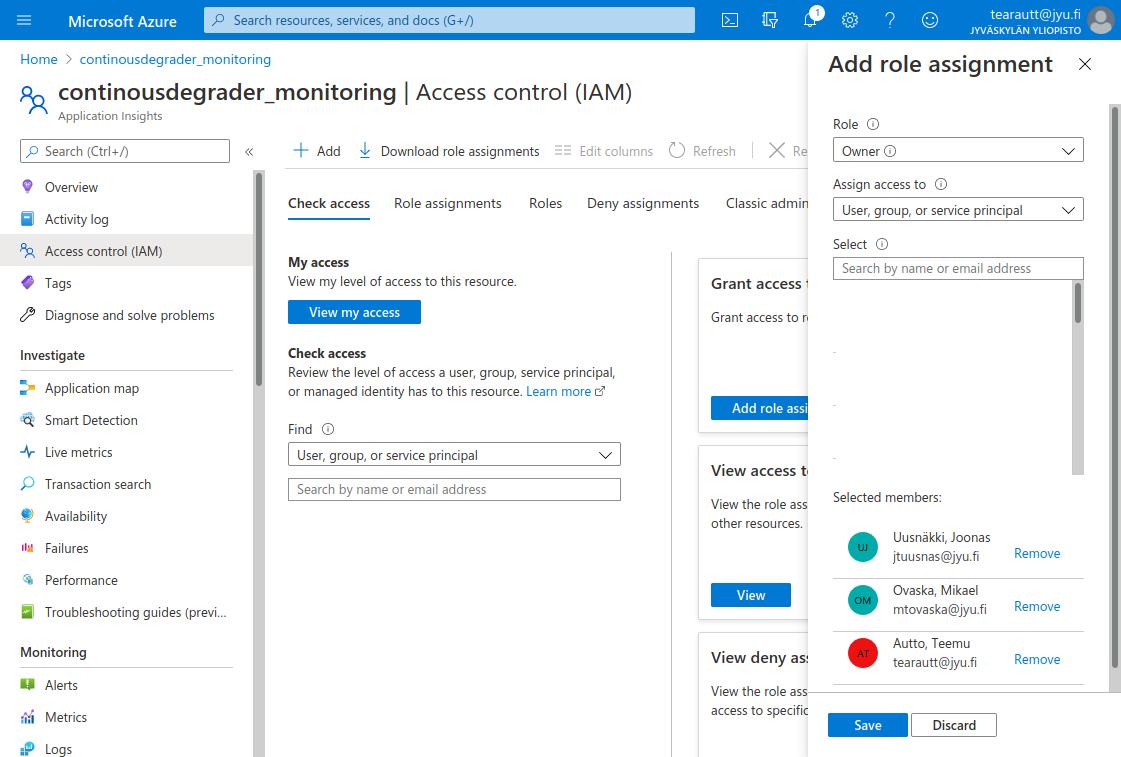 Microsoft Azure
Search resources, services, and docs (G+/)
1
tearautt@jyu.fi
JYVÄSKYLÄN YLIOPISTO
Home > continousdegrader_monitoring
continousdegrader_monitoring | Access control (IAM)
Application Insights
Search (Ctrl+/)
«
Overview
Activity log
Access control (IAM)
Tags
Diagnose and solve problems
Investigate
Application map
Smart Detection
Live metrics
Transaction search
Availability
Failures
Performance
Troubleshooting guides (previ...
Monitoring
Alerts
Metrics
Logs
Add
Download role assignments
Edit columns
Refresh
Re
Check access
Role assignments
Roles
Deny assignments
Classic admin
My access
View my level of access to this resource.
View my access
Check access
Review the level of access a user, group, service principal,
or managed identity has to this resource. Learn more
Find
User, group, or service principal
Search by name or email address
Grant access t
Grant access to re
Add role assi
View access to
View the role ass
other resources.
View
View deny ass
View the role ass
access to specific
Add role assignment
Role
Owner
Assign access to
User, group, or service principal
Select
Search by name or email address
-
-
-
Selected members:
UJ
Uusnäkki, Joonas
jtuusnas@jyu.fi
Remove
OM
Ovaska, Mikael
mtovaska@jyu.fi
Remove
AT
Autto, Teemu
tearautt@jyu.fi
Remove
Save
Discard